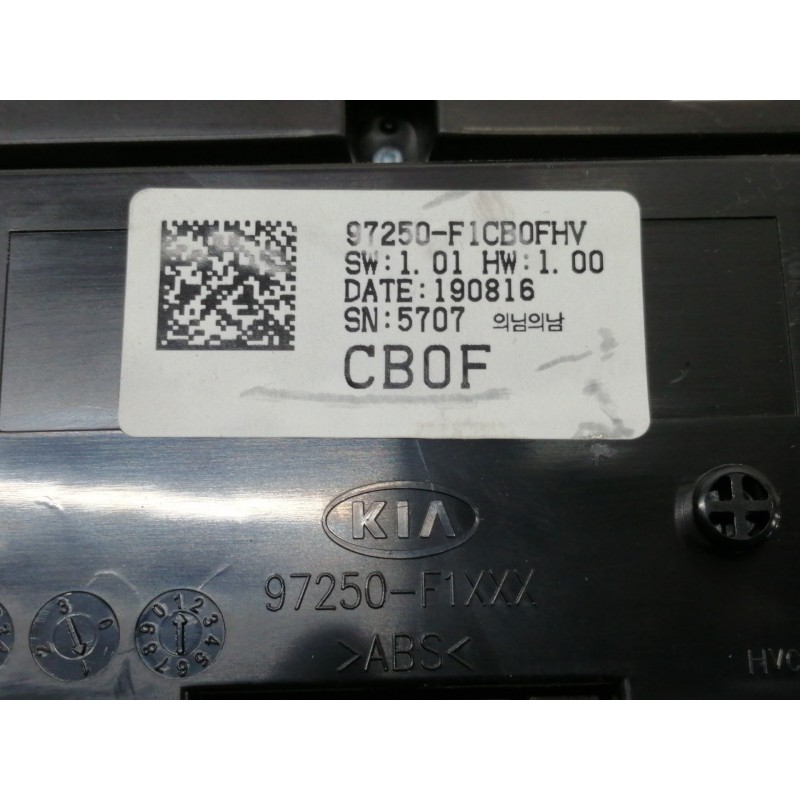 97250-F1CB0FHV
SW:1.01 HW:1.00
DATE:190816
SN:5707 의님의남
CB0F
KIA
97250-F1XXX
>ABS<
HVC